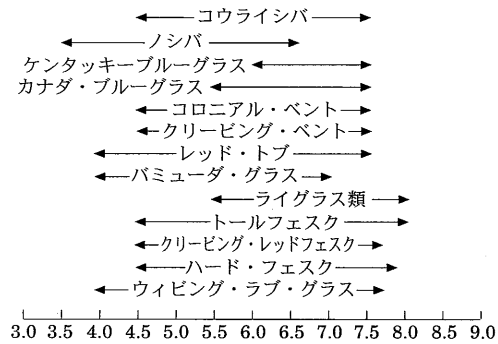 コウライシバ
ノシバ
ケンタッキーブルーグラス
カナダ・ブルーグラス
コロニアル・ベント
クリーピング・ベント
レッド・トブ
バミューダ・グラス
ライグラス類
トールフェスク
クリーピング・レッドフェスク
ハード・フェスク
ウィピング・ラブ・グラス
3.0 3.5 4.0 4.5 5.0 5.5 6.0 6.5 7.0 7.5 8.0 8.5 9.0